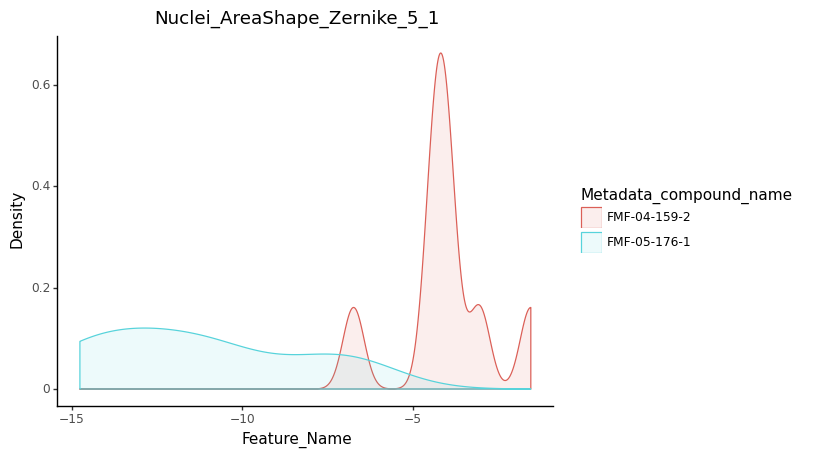 Nuclei_AreaShape_Zernike_5_1
0.6
0.4
0.2
0
Density
−15
−10
−5
Feature_Name
Metadata_compound_name
FMF-04-159-2
FMF-05-176-1